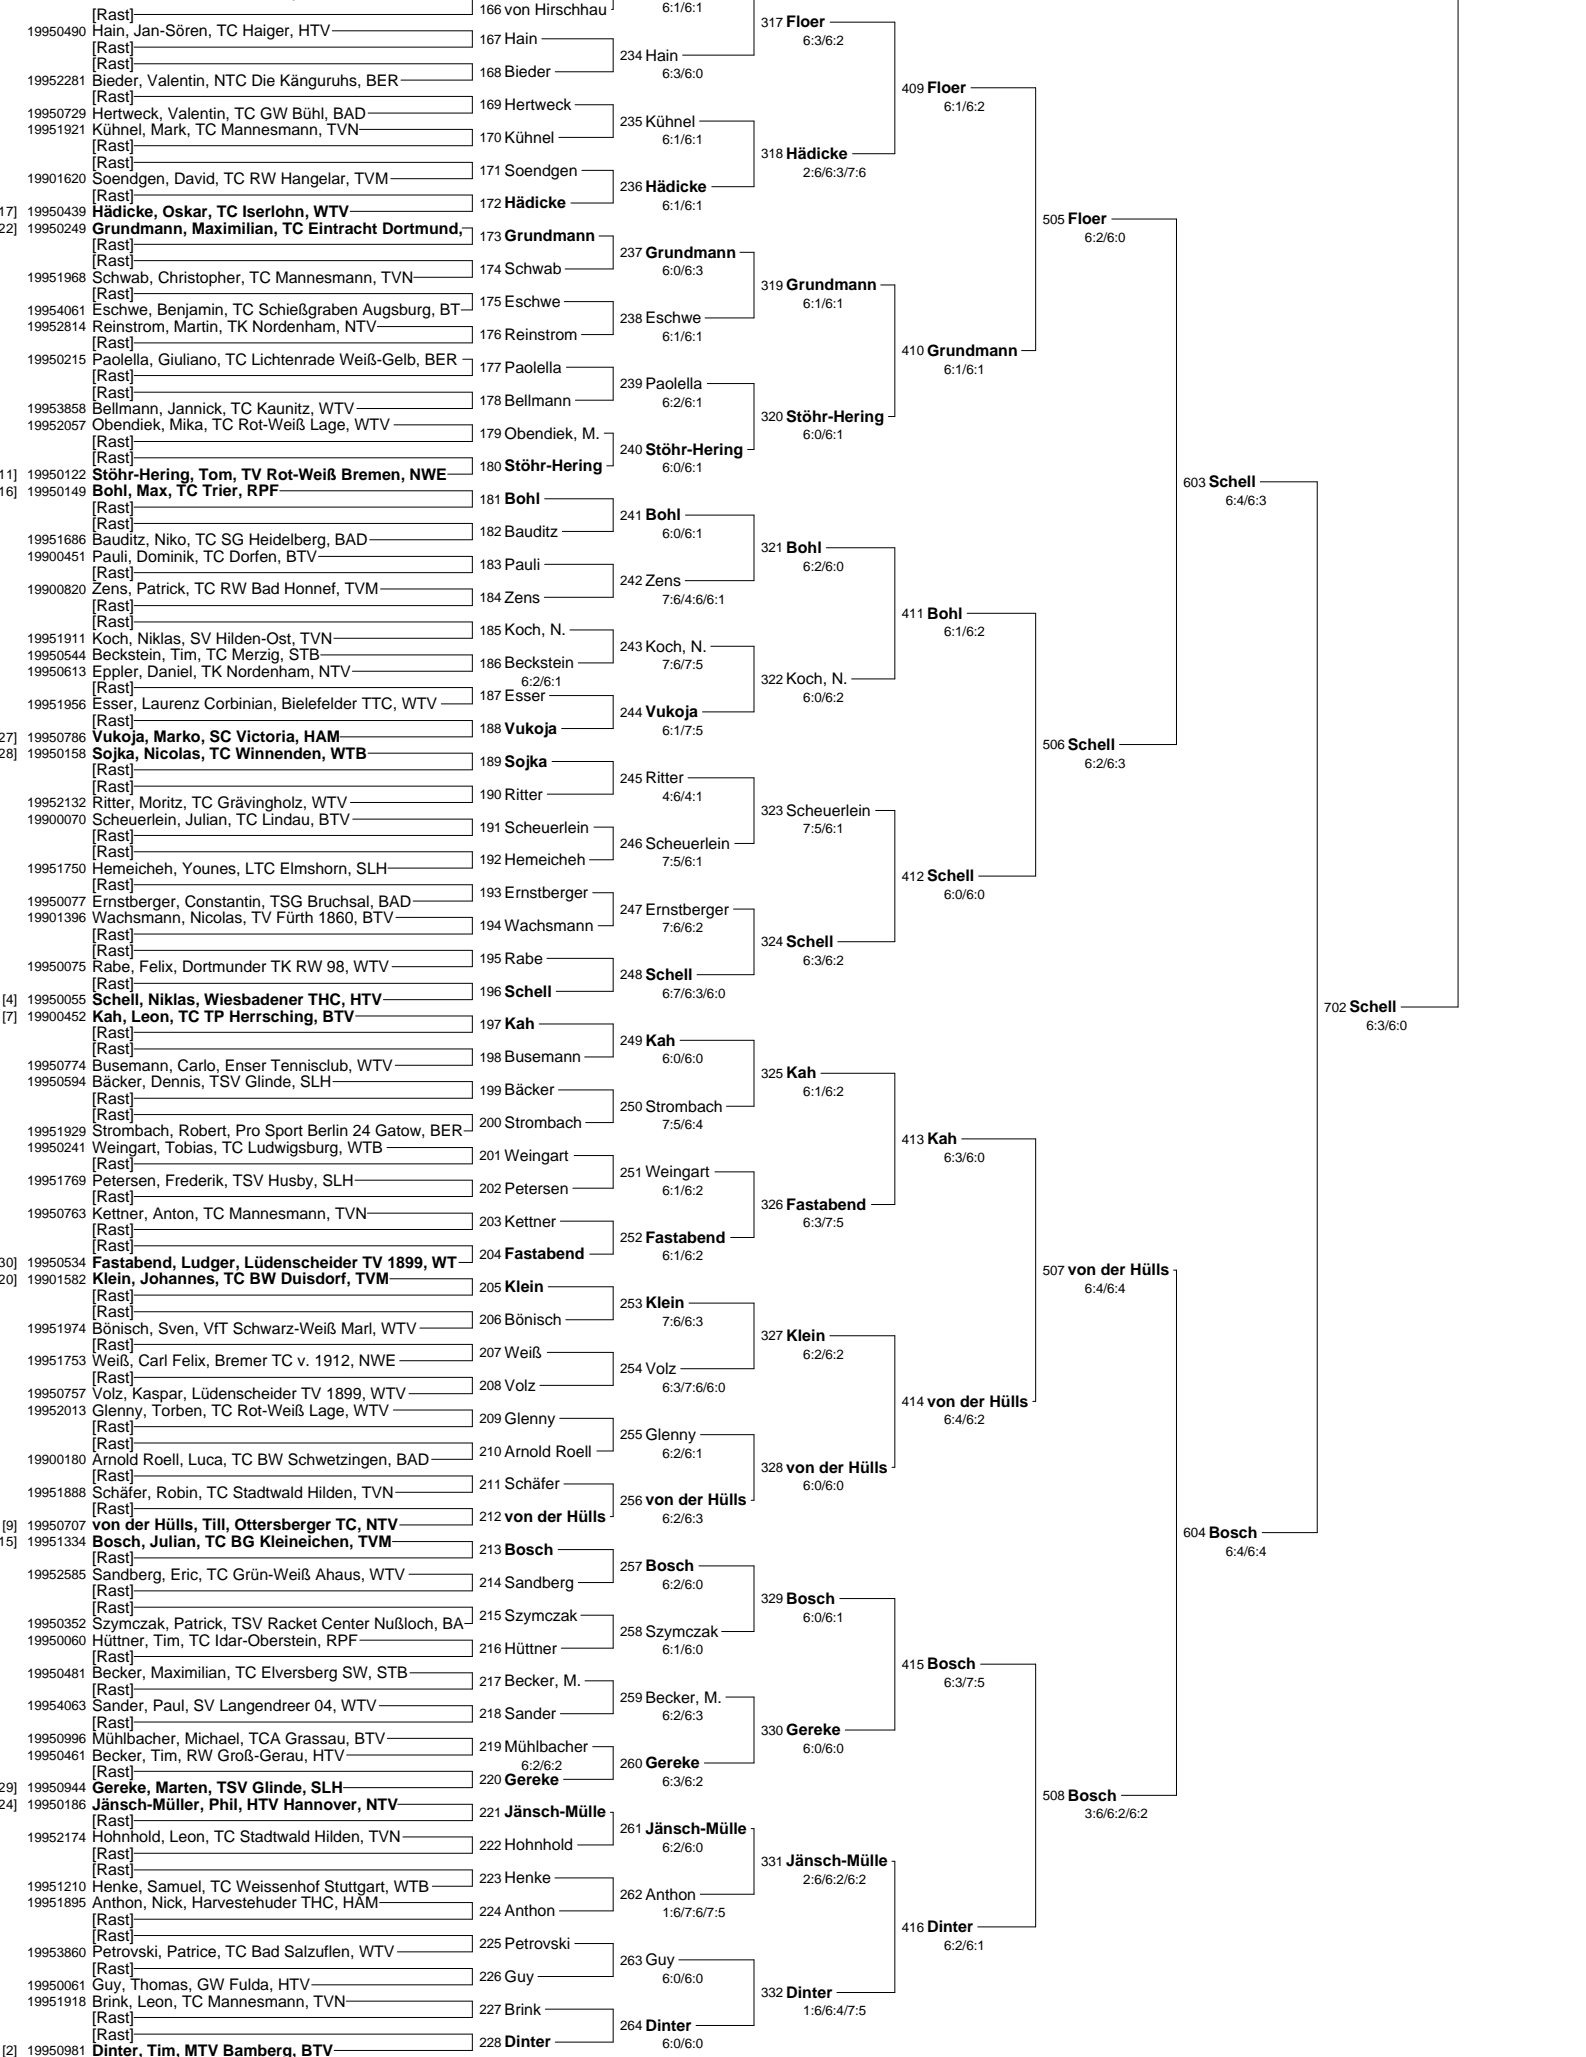 [Rast]
19950490 Hain, Jan-Sören, TC Haiger, HTV
[Rast]
[Rast]
19952281 Bieder, Valentin, NTC Die Känguruhs, BER
[Rast]
19950729 Hertweck, Valentin, TC GW Bühl, BAD
19951921 Kühnel, Mark, TC Mannesmann, TVN
[Rast]
[Rast]
19901620 Soendgen, David, TC RW Hangelar, TVM
[Rast]
17] 19950439 Hädicke, Oskar, TC Iserlohn, WTV
22] 19950249 Grundmann, Maximilian, TC Eintracht Dortmund,
[Rast]
[Rast]
19951968 Schwab, Christopher, TC Mannesmann, TVN
[Rast]
19954061 Eschwe, Benjamin, TC Schießgraben Augsburg, BT
19952814 Reinstrom, Martin, TK Nordenham, NTV
[Rast]
19950215 Paolella, Giuliano, TC Lichtenrade Weiß-Gelb, BER
[Rast]
[Rast]
19953858 Bellmann, Jannick, TC Kaunitz, WTV
19952057 Obendiek, Mika, TC Rot-Weiß Lage, WTV
[Rast]
[Rast]
11] 19950122 Stöhr-Hering, Tom, TV Rot-Weiß Bremen, NWE
16] 19950149 Bohl, Max, TC Trier, RPF
[Rast]
[Rast]
19951686 Bauditz, Niko, TC SG Heidelberg, BAD
19900451 Pauli, Dominik, TC Dorfen, BTV
[Rast]
19900820 Zens, Patrick, TC RW Bad Honnef, TVM
[Rast]
[Rast]
19951911 Koch, Niklas, SV Hilden-Ost, TVN
19950544 Beckstein, Tim, TC Merzig, STB
19950613 Eppler, Daniel, TK Nordenham, NTV
[Rast]
19951956 Esser, Laurenz Corbinian, Bielefelder TTC, WTV
[Rast]
27] 19950786 Vukoja, Marko, SC Victoria, HAM
28] 19950158 Sojka, Nicolas, TC Winnenden, WTB
[Rast]
[Rast]
19952132 Ritter, Moritz, TC Grävingholz, WTV
19900070 Scheuerlein, Julian, TC Lindau, BTV
[Rast]
[Rast]
19951750 Hemeicheh, Younes, LTC Elmshorn, SLH
[Rast]
19950077 Ernstberger, Constantin, TSG Bruchsal, BAD
19901396 Wachsmann, Nicolas, TV Fürth 1860, BTV
[Rast]
[Rast]
19950075 Rabe, Felix, Dortmunder TK RW 98, WTV
[Rast]
[4] 19950055 Schell, Niklas, Wiesbadener THC, HTV
[7] 19900452 Kah, Leon, TC TP Herrsching, BTV
[Rast]
[Rast]
19950774 Busemann, Carlo, Enser Tennisclub, WTV
19950594 Bäcker, Dennis, TSV Glinde, SLH
[Rast]
[Rast]
19951929 Strombach, Robert, Pro Sport Berlin 24 Gatow, BER
19950241 Weingart, Tobias, TC Ludwigsburg, WTB
[Rast]
19951769 Petersen, Frederik, TSV Husby, SLH
[Rast]
19950763 Kettner, Anton, TC Mannesmann, TVN
[Rast]
[Rast]
30] 19950534 Fastabend, Ludger, Lüdenscheider TV 1899, WT
20] 19901582 Klein, Johannes, TC BW Duisdorf, TVM
[Rast]
[Rast]
19951974 Bönisch, Sven, VfT Schwarz-Weiß Marl, WTV
[Rast]
19951753 Weiß, Carl Felix, Bremer TC v. 1912, NWE
[Rast]
19950757 Volz, Kaspar, Lüdenscheider TV 1899, WTV
19952013 Glenny, Torben, TC Rot-Weiß Lage, WTV
[Rast]
[Rast]
19900180 Arnold Roell, Luca, TC BW Schwetzingen, BAD
[Rast]
19951888 Schäfer, Robin, TC Stadtwald Hilden, TVN
[Rast]
[9] 19950707 von der Hülls, Till, Ottersberger TC, NTV
15] 19951334 Bosch, Julian, TC BG Kleineichen, TVM
[Rast]
19952585 Sandberg, Eric, TC Grün-Weiß Ahaus, WTV
[Rast]
[Rast]
19950352 Szymczak, Patrick, TSV Racket Center Nußloch, BA
19950060 Hüttner, Tim, TC Idar-Oberstein, RPF
[Rast]
19950481 Becker, Maximilian, TC Elversberg SW, STB
[Rast]
19954063 Sander, Paul, SV Langendreer 04, WTV
[Rast]
19950996 Mühlbacher, Michael, TCA Grassau, BTV
19950461 Becker, Tim, RW Groß-Gerau, HTV
[Rast]
29] 19950944 Gereke, Marten, TSV Glinde, SLH
24] 19950186 Jänsch-Müller, Phil, HTV Hannover, NTV
[Rast]
19952174 Hohnhold, Leon, TC Stadtwald Hilden, TVN
[Rast]
[Rast]
19951210 Henke, Samuel, TC Weissenhof Stuttgart, WTB
19951895 Anthon, Nick, Harvestehuder THC, HAM
[Rast]
[Rast]
19953860 Petrovski, Patrice, TC Bad Salzuflen, WTV
[Rast]
19950061 Guy, Thomas, GW Fulda, HTV
19951918 Brink, Leon, TC Mannesmann, TVN
[Rast]
[Rast]
[2] 19950981 Dinter, Tim, MTV Bamberg, BTV
166 von Hirschhau
167 Hain
168 Bieder
169 Hertweck
170 Kühnel
171 Soendgen
172 Hädicke
173 Grundmann
174 Schwab
175 Eschwe
176 Reinstrom
177 Paolella
178 Bellmann
179 Obendiek, M.
180 Stöhr-Hering
181 Bohl
182 Bauditz
183 Pauli
184 Zens
185 Koch, N.
186 Beckstein
6:2/6:1
187 Esser
188 Vukoja
189 Sojka
190 Ritter
191 Scheuerlein
192 Hemeicheh
193 Ernstberger
194 Wachsmann
195 Rabe
196 Schell
197 Kah
198 Busemann
199 Bäcker
200 Strombach
201 Weingart
202 Petersen
203 Kettner
204 Fastabend
205 Klein
206 Bönisch
207 Weiß
208 Volz
209 Glenny
210 Arnold Roell
211 Schäfer
212 von der Hülls
213 Bosch
214 Sandberg
215 Szymczak
216 Hüttner
217 Becker, M.
218 Sander
219 Mühlbacher
6:2/6:2
220 Gereke
221 Jänsch-Mülle
222 Hohnhold
223 Henke
224 Anthon
225 Petrovski
226 Guy
227 Brink
228 Dinter
6:1/6:1
234 Hain
6:3/6:0
235 Kühnel
6:1/6:1
236 Hädicke
6:1/6:1
237 Grundmann
6:0/6:3
238 Eschwe
6:1/6:1
239 Paolella
6:2/6:1
240 Stöhr-Hering
6:0/6:1
241 Bohl
6:0/6:1
242 Zens
7:6/4:6/6:1
243 Koch, N.
7:6/7:5
244 Vukoja
6:1/7:5
245 Ritter
4:6/4:1
246 Scheuerlein
7:5/6:1
247 Ernstberger
7:6/6:2
248 Schell
6:7/6:3/6:0
249 Kah
6:0/6:0
250 Strombach
7:5/6:4
251 Weingart
6:1/6:2
252 Fastabend
6:1/6:2
253 Klein
7:6/6:3
254 Volz
6:3/7:6/6:0
255 Glenny
6:2/6:1
256 von der Hülls
6:2/6:3
257 Bosch
6:2/6:0
258 Szymczak
6:1/6:0
259 Becker, M.
6:2/6:3
260 Gereke
6:3/6:2
261 Jänsch-Mülle
6:2/6:0
262 Anthon
1:6/7:6/7:5
263 Guy
6:0/6:0
264 Dinter
6:0/6:0
317 Floer
6:3/6:2
318 Hädicke
2:6/6:3/7:6
319 Grundmann
6:1/6:1
320 Stöhr-Hering
6:0/6:1
321 Bohl
6:2/6:0
322 Koch, N.
6:0/6:2
323 Scheuerlein
7:5/6:1
324 Schell
6:3/6:2
325 Kah
6:1/6:2
326 Fastabend
6:3/7:5
327 Klein
6:2/6:2
328 von der Hülls
6:0/6:0
329 Bosch
6:0/6:1
330 Gereke
6:0/6:0
331 Jänsch-Mülle
2:6/6:2/6:2
332 Dinter
1:6/6:4/7:5
409 Floer
6:1/6:2
410 Grundmann
6:1/6:1
411 Bohl
6:1/6:2
412 Schell
6:0/6:0
413 Kah
6:3/6:0
414 von der Hülls
6:4/6:2
415 Bosch
6:3/7:5
416 Dinter
6:2/6:1
505 Floer
6:2/6:0
506 Schell
6:2/6:3
507 von der Hülls
6:4/6:4
508 Bosch
3:6/6:2/6:2
603 Schell
6:4/6:3
604 Bosch
6:4/6:4
702 Schell
6:3/6:0